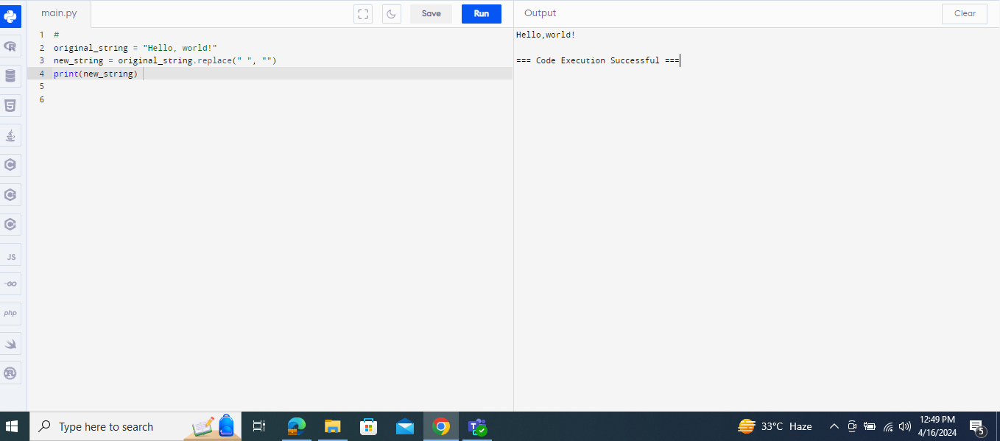 main.py
Save
Run
Output
Clear
1 #
2 original_string = "Hello, world!"
3 new_string = original_string.replace(" ", "")
4 print(new_string)
5
6
Hello,world!
=== Code Execution Successful ===
R
5
C
C
C
JS
GO
php
R
Type here to search
T
33°C Haze
12:49 PM
4/16/2024
5